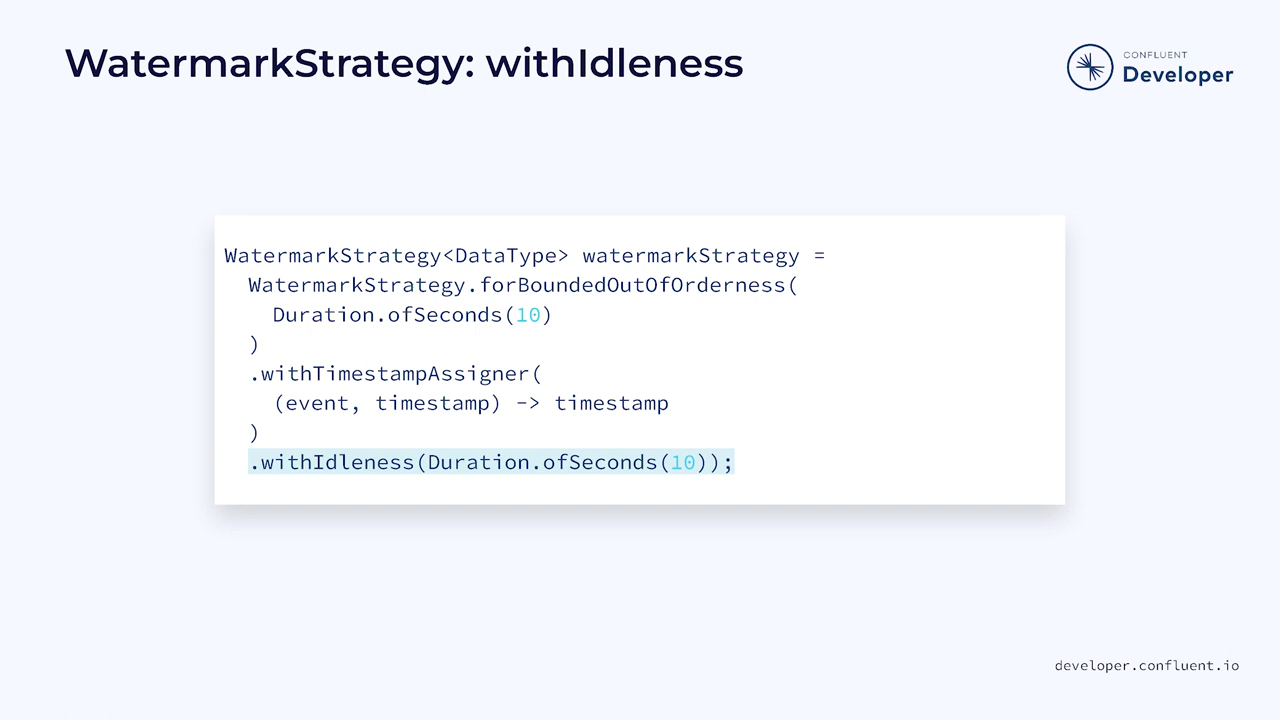 WatermarkStrategy: withIdleness
CONFLUENT
Developer
WatermarkStrategy<DataType> watermarkStrategy =
  WatermarkStrategy.forBoundedOutOfOrderness(
    Duration.ofSeconds(10)
  )
  .withTimestampAssigner(
    (event, timestamp) -> timestamp
  )
  .withIdleness(Duration.ofSeconds(10));
developer.confluent.io